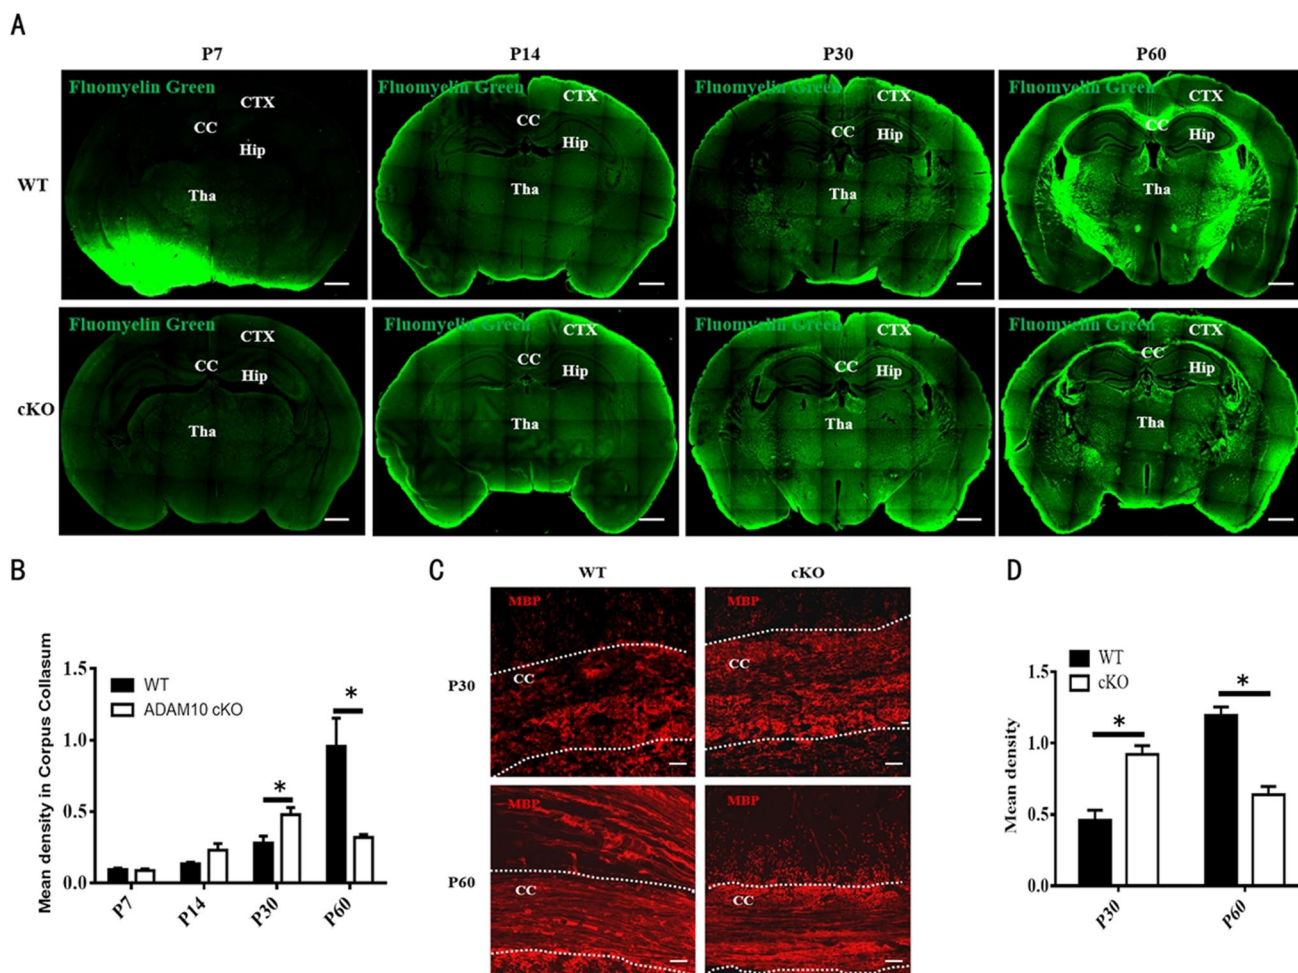 A
P7 P14 P30 P60
WT
Fluomyelin Green
CTX
CC
Hip
Tha
Fluomyelin Green
CTX
CC
Hip
Tha
Fluomyelin Green
CTX
CC
Hip
Tha
Fluomyelin Green
CTX
CC
Hip
Tha
cKO
Fluomyelin Green
CTX
CC
Hip
Tha
Fluomyelin Green
CTX
CC
Hip
Tha
Fluomyelin Green
CTX
CC
Hip
Tha
Fluomyelin Green
CTX
CC
Hip
Tha
B
Mean density in Corpus Collasum
1.5
1.0
0.5
0.0
WT
ADAM10 cKO
*
*
P7 P14 P30 P60
C
WT cKO
P30
MBP
CC
MBP
CC
P60
MBP
CC
MBP
CC
D
Mean density
1.5
1.0
0.5
0.0
WT
cKO
*
*
P30 P60